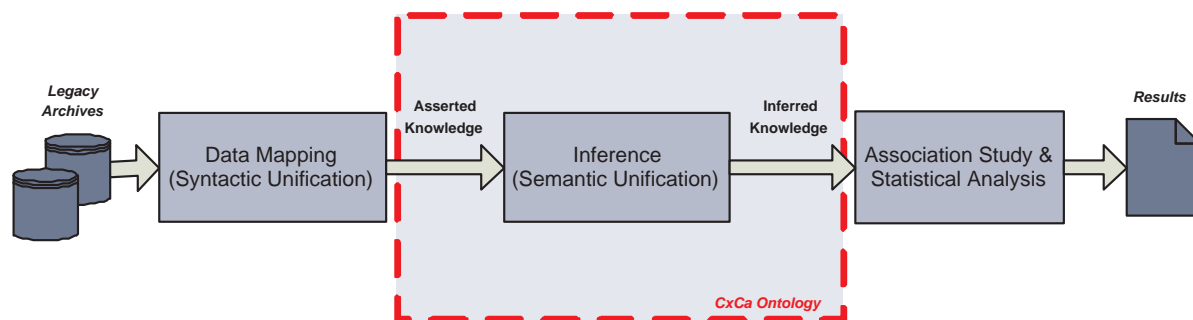 Legacy
Archives
Data Mapping
(Syntactic Unification)
Asserted
Knowledge
Inference
(Semantic Unification)
Inferred
Knowledge
Association Study &
Statistical Analysis
Results
CxCa Ontology